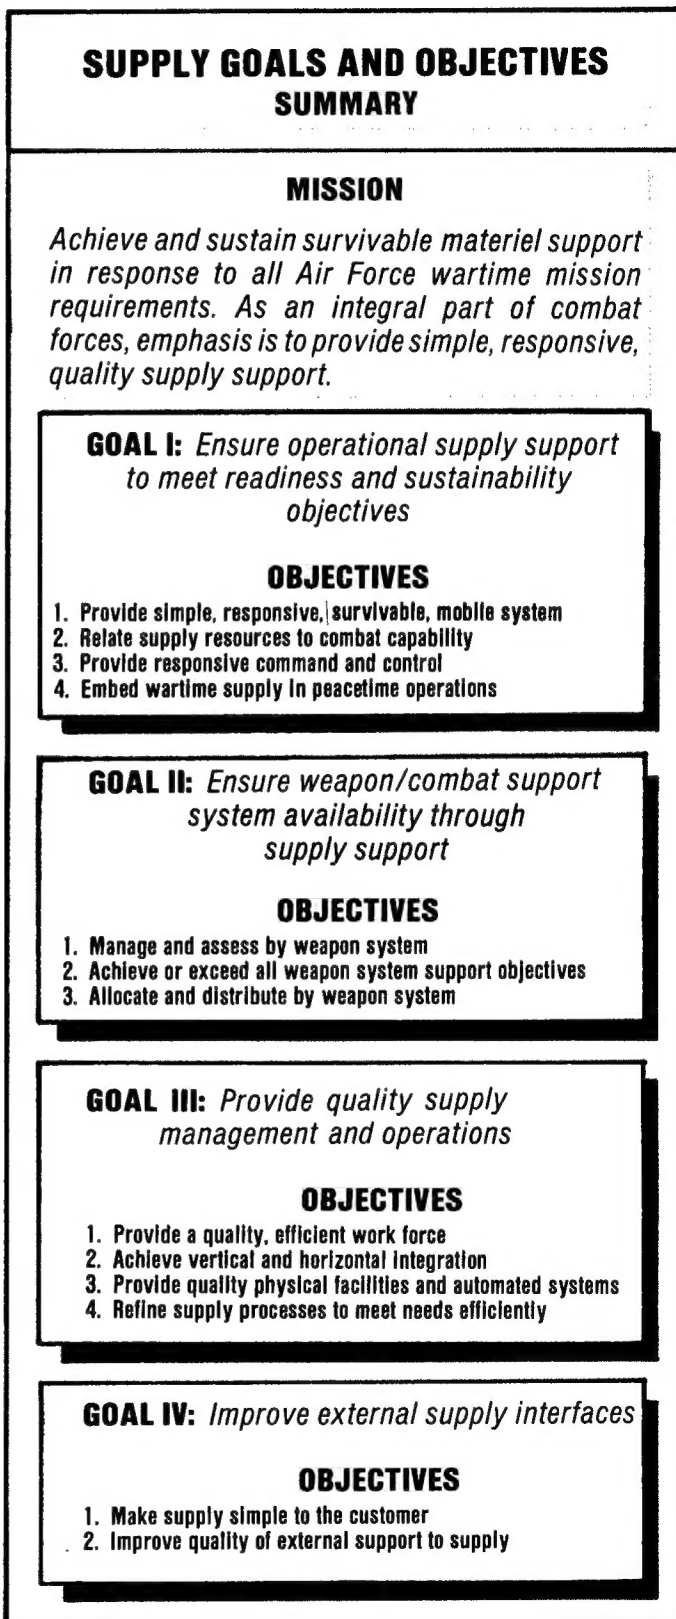 SUPPLY GOALS AND OBJECTIVES
SUMMARY
MISSION
Achieve and sustain survivable materiel support
in response to all Air Force wartime mission
requirements. As an integral part of combat
forces, emphasis is to provide simple, responsive,
quality supply support.
GOAL I: Ensure operational supply support
to meet readiness and sustainability
objectives
OBJECTIVES
1. Provide simple, responsive, survivable, mobile system
2. Relate supply resources to combat capability
3. Provide responsive command and control
4. Embed wartime supply in peacetime operations
GOAL II: Ensure weapon/combat support
system availability through
supply support
OBJECTIVES
1. Manage and assess by weapon system
2. Achieve or exceed all weapon system support objectives
3. Allocate and distribute by weapon system
GOAL III: Provide quality supply
management and operations
OBJECTIVES
1. Provide a quality, efficient work force
2. Achieve vertical and horizontal integration
3. Provide quality physical facilities and automated systems
4. Refine supply processes to meet needs efficiently
GOAL IV: Improve external supply interfaces
OBJECTIVES
1. Make supply simple to the customer
2. Improve quality of external support to supply